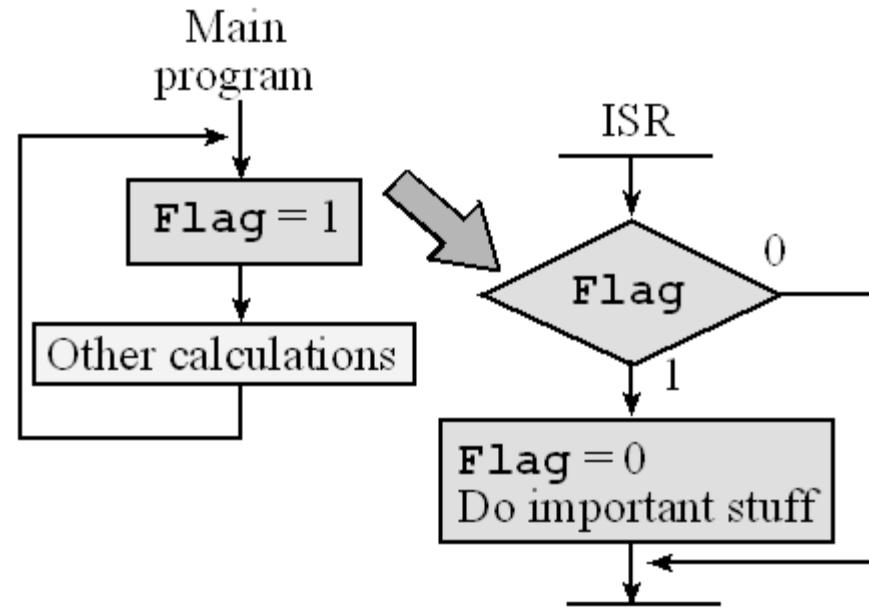 Main
program
Flag = 1
Other calculations
ISR
Flag
0
1
Flag = 0
Do important stuff